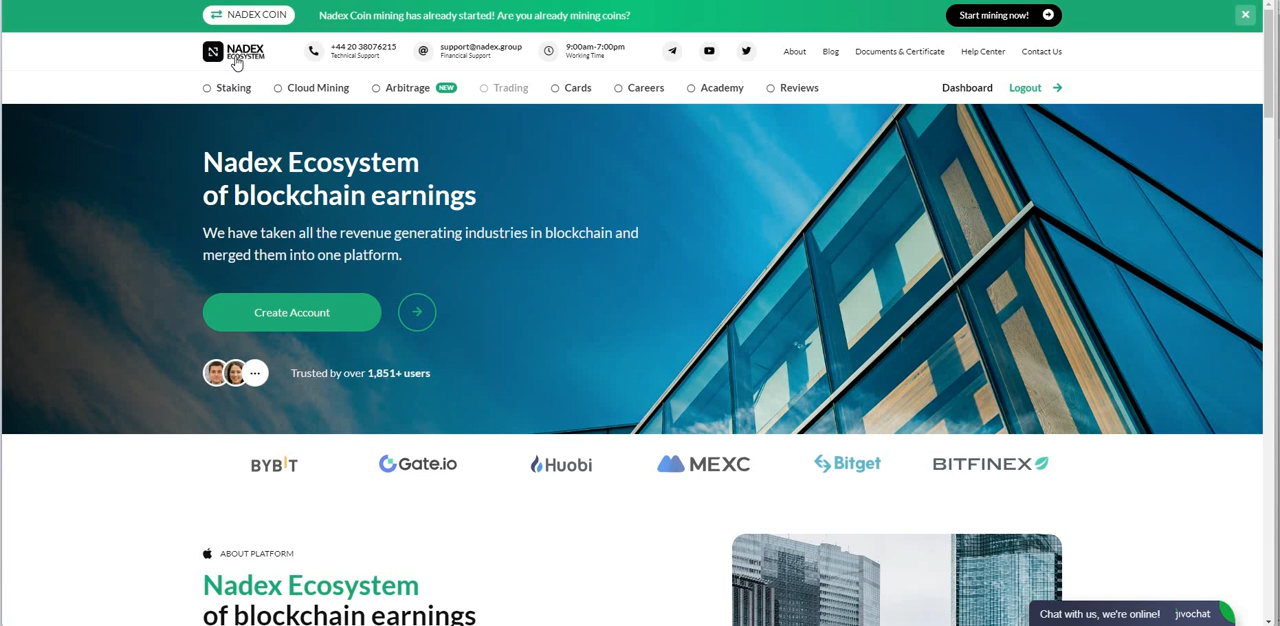 NADEX COIN
Nadex Coin mining has already started! Are you already mining coins?
Start mining now!
NADEX
ECOSYSTEM
+44 20 38076215
Technical Support
support@nadex.group
Financical Support
9:00am-7:00pm
Working Time
About
Blog
Documents & Certificate
Help Center
Contact Us
Staking
Cloud Mining
Arbitrage NEW
Trading
Cards
Careers
Academy
Reviews
Dashboard
Logout
Nadex Ecosystem
of blockchain earnings
We have taken all the revenue generating industries in blockchain and
merged them into one platform.
Create Account
Trusted by over 1,851+ users
BYBIT
Gate.io
Huobi
MEXC
Bitget
BITFINEX
ABOUT PLATFORM
Nadex Ecosystem
of blockchain earnings
Chat with us, we're online!
jivochat